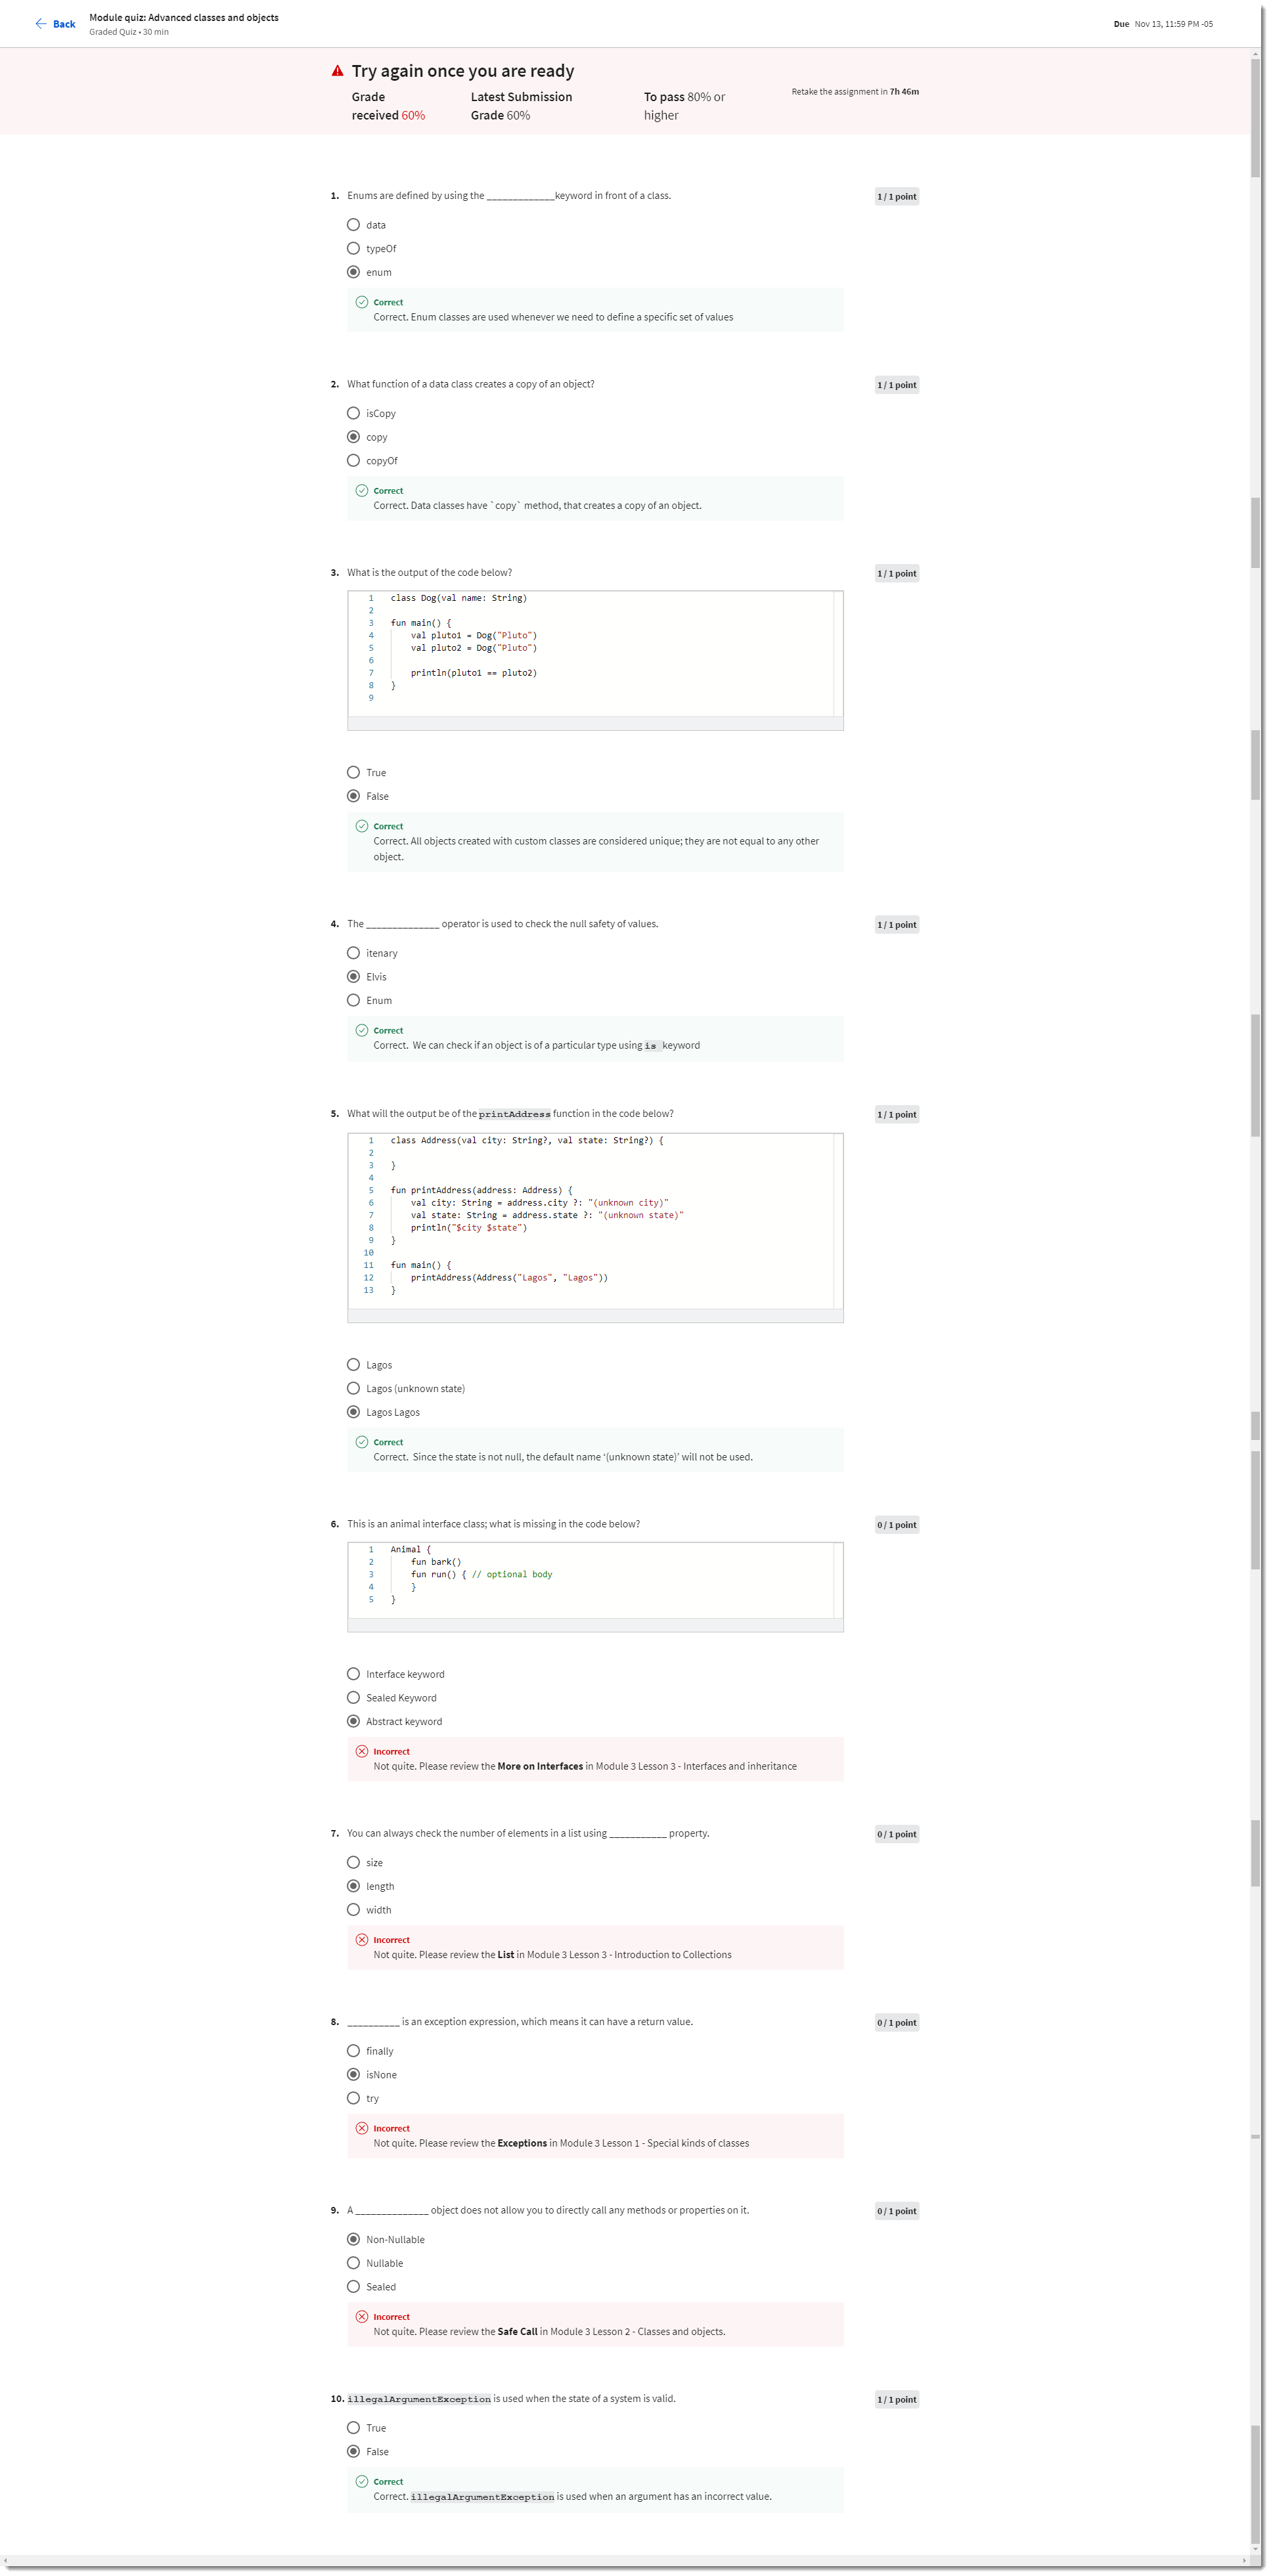 Back
Module quiz: Advanced classes and objects
Graded Quiz • 30 min
Due Nov 13, 11:59 PM -05
Try again once you are ready
Grade
received 60%
Latest Submission
Grade 60%
To pass 80% or
higher
Retake the assignment in 7h 46m
1. Enums are defined by using the _____________keyword in front of a class.
1 / 1 point
data
typeOf
enum
Correct
Correct. Enum classes are used whenever we need to define a specific set of values
2. What function of a data class creates a copy of an object?
1 / 1 point
isCopy
copy
copyOf
Correct
Correct. Data classes have `copy` method, that creates a copy of an object.
3. What is the output of the code below?
1 / 1 point
1 class Dog(val name: String)
2
3 fun main() {
4     val pluto1 = Dog("Pluto")
5     val pluto2 = Dog("Pluto")
6
7     println(pluto1 == pluto2)
8 }
9
True
False
Correct
Correct. All objects created with custom classes are considered unique; they are not equal to any other
object.
4. The ______________ operator is used to check the null safety of values.
1 / 1 point
itenary
Elvis
Enum
Correct
Correct. We can check if an object is of a particular type using is keyword
5. What will the output be of the printAddress function in the code below?
1 / 1 point
1 class Address(val city: String?, val state: String?) {
2
3 }
4
5 fun printAddress(address: Address) {
6     val city: String = address.city ?: "(unknown city)"
7     val state: String = address.state ?: "(unknown state)"
8     println("$city $state")
9 }
10
11 fun main() {
12     printAddress(Address("Lagos", "Lagos"))
13 }
Lagos
Lagos (unknown state)
Lagos Lagos
Correct
Correct. Since the state is not null, the default name ‘(unknown state)’ will not be used.
6. This is an animal interface class; what is missing in the code below?
0 / 1 point
1 Animal {
2     fun bark()
3     fun run() { // optional body
4     }
5 }
Interface keyword
Sealed Keyword
Abstract keyword
Incorrect
Not quite. Please review the More on Interfaces in Module 3 Lesson 3 - Interfaces and inheritance
7. You can always check the number of elements in a list using ___________ property.
0 / 1 point
size
length
width
Incorrect
Not quite. Please review the List in Module 3 Lesson 3 - Introduction to Collections
8. __________ is an exception expression, which means it can have a return value.
0 / 1 point
finally
isNone
try
Incorrect
Not quite. Please review the Exceptions in Module 3 Lesson 1 - Special kinds of classes
9. A ______________ object does not allow you to directly call any methods or properties on it.
0 / 1 point
Non-Nullable
Nullable
Sealed
Incorrect
Not quite. Please review the Safe Call in Module 3 Lesson 2 - Classes and objects.
10. illegalArgumentException is used when the state of a system is valid.
1 / 1 point
True
False
Correct
Correct. illegalArgumentException is used when an argument has an incorrect value.